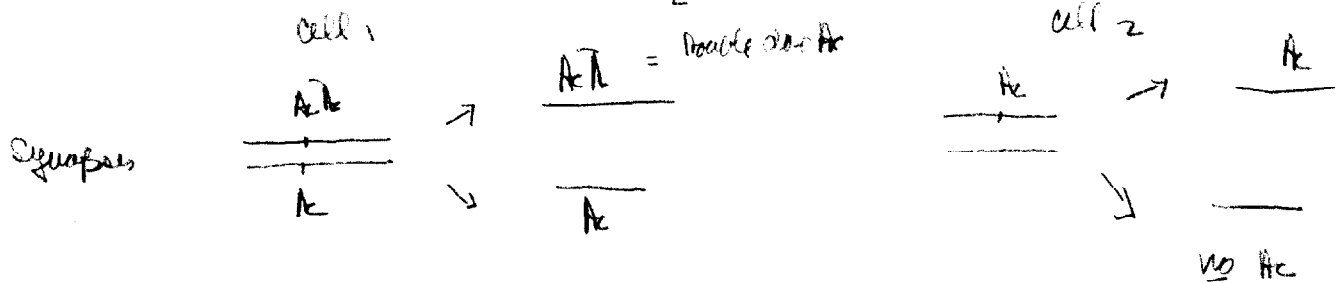 cell 1
cell 2
Ac Ac = Double dose Ac
Ac
Ac Ac
Ac
Synapsis
Ac
Ac
no Ac